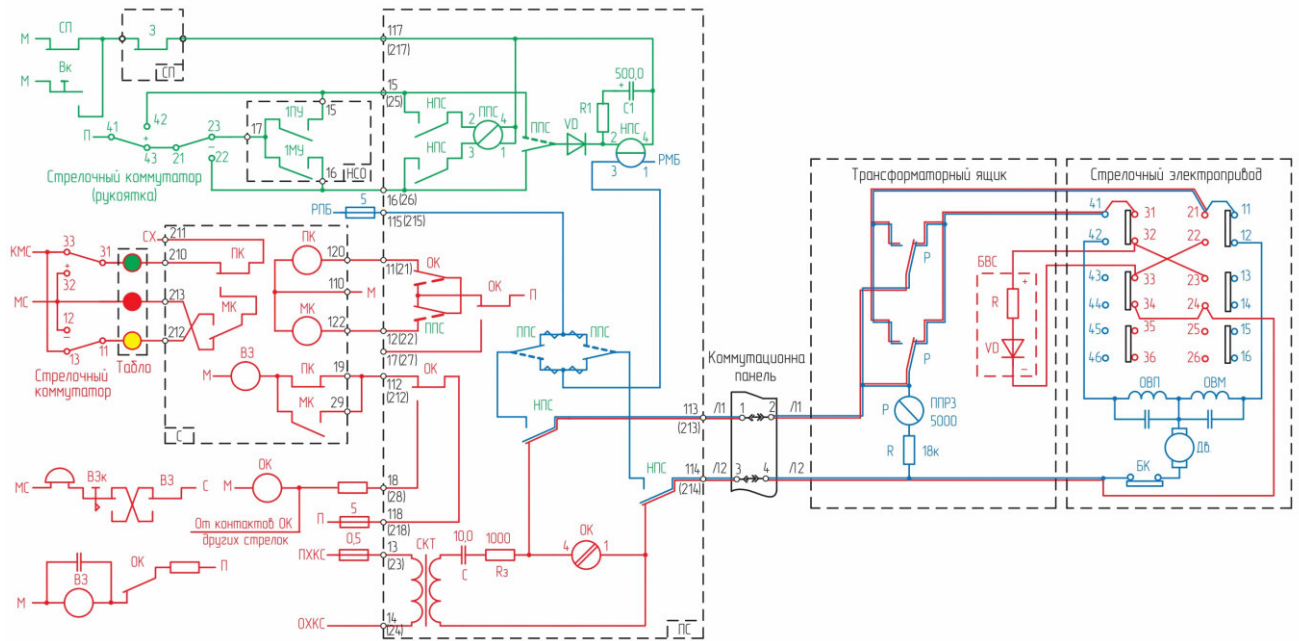 М
СП
З
СП
М
Вк
П
41
42
+
43
21
23
−
22
Стрелочный коммутатор
(рукоятка)
17
1ПУ
15
1МУ
16
НСО
117
(217)
15
(25)
НПС
НПС
2
ППС
4
3
1
ППС
VD
R1
500,0
+
С1
2
НПС
4
3
1
РМБ
16 (26)
РПБ
5
115 (215)
КМС
33
31
+
32
МС
12
−
13
11
Табло
Стрелочный
коммутатор
СХ
211
210
213
212
ПК
МК
ПК
120
110
М
МК
122
М
ВЗ
ПК
19
МК
29
С
11(21)
ОК
ППС
12 (22)
17 (27)
ОК
П
112
(212)
ОК
ППС
ППС
НПС
НПС
113
(213)
114
(214)
МС
ВЗк
ВЗ
С
М
ОК
18
(28)
От контактов ОК
других стрелок
П
5
118
(218)
ПХКС
0,5
13
(23)
СКТ
10,0
С
1000
Rз
4
ОК
1
ОХКС
14
(24)
ПС
М
ВЗ
ОК
П
Коммутационна
панель
Л1
1
2
Л1
Л2
3
4
Л2
Трансформаторный ящик
Р
Р
Р
ППРЗ
5000
R
18к
Стрелочный электропривод
БВС
+
R
VD
−
41
31
21
11
42
32
22
12
43
33
23
13
44
34
24
14
45
35
25
15
46
36
26
16
ОВП
ОВМ
Дв
БК